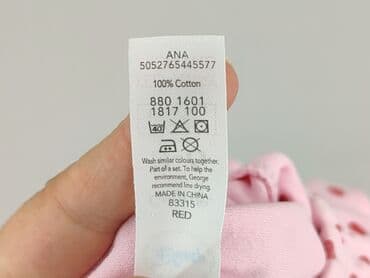 ANA
5052765445577
100% Cotton
880 1601
1817 100
40
Wash similar colours together.
Part of a set. To help the
environment, George
recommend line drying.
MADE IN CHINA
83315
RED